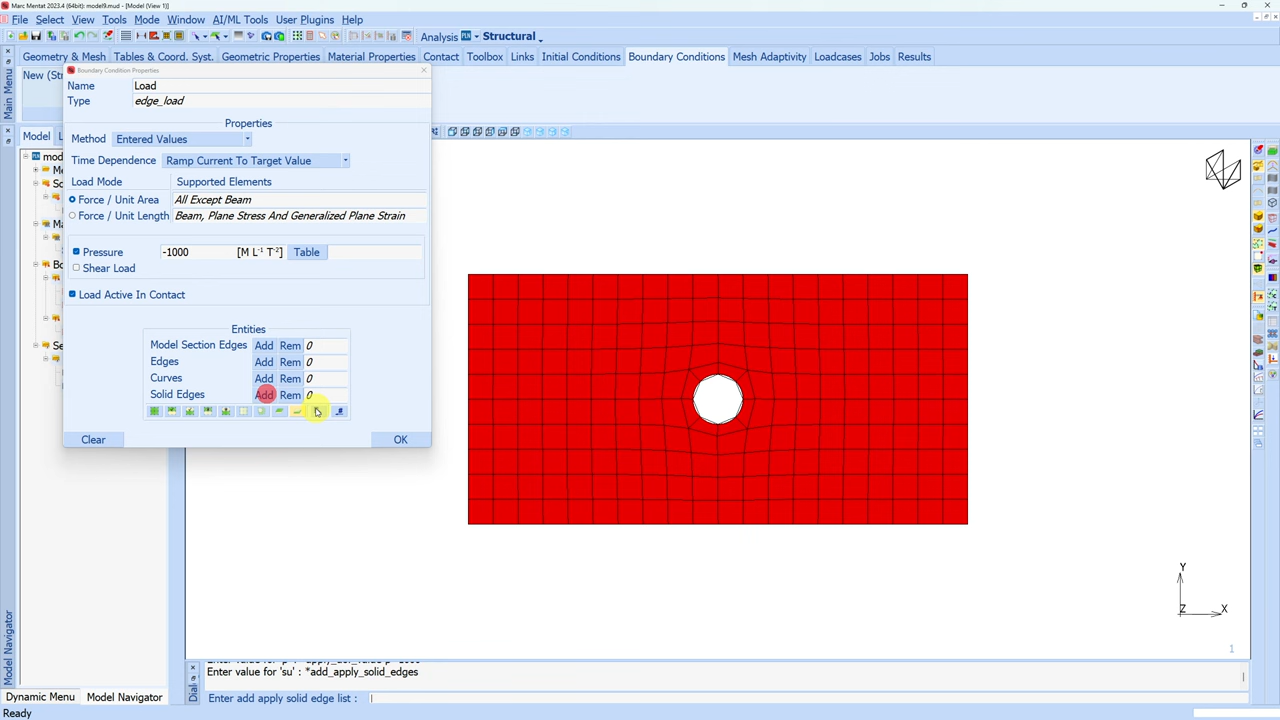 Marc Mentat 2023.4 (64bit): model9.mud - [Model (View 1)]
File Select View Tools Mode Window AI/ML Tools User Plugins Help
Analysis Structural
Geometry & Mesh Tables & Coord. Syst. Geometric Properties Material Properties Contact Toolbox Links Initial Conditions Boundary Conditions Mesh Adaptivity Loadcases Jobs Results
Main Menu
New (St
Boundary Condition Properties
Name Load
Type edge_load
Properties
Method Entered Values
Time Dependence Ramp Current To Target Value
Load Mode Supported Elements
Force / Unit Area All Except Beam
Force / Unit Length Beam, Plane Stress And Generalized Plane Strain
Pressure -1000 [M L⁻¹ T⁻²] Table
Shear Load
Load Active In Contact
Entities
Model Section Edges Add Rem 0
Edges Add Rem 0
Curves Add Rem 0
Solid Edges Add Rem 0
Clear OK
Model
Model Navigator
Y
Z X
1
Enter value for 'su' : *add_apply_solid_edges
Enter add apply solid edge list :
Dynamic Menu Model Navigator
Ready